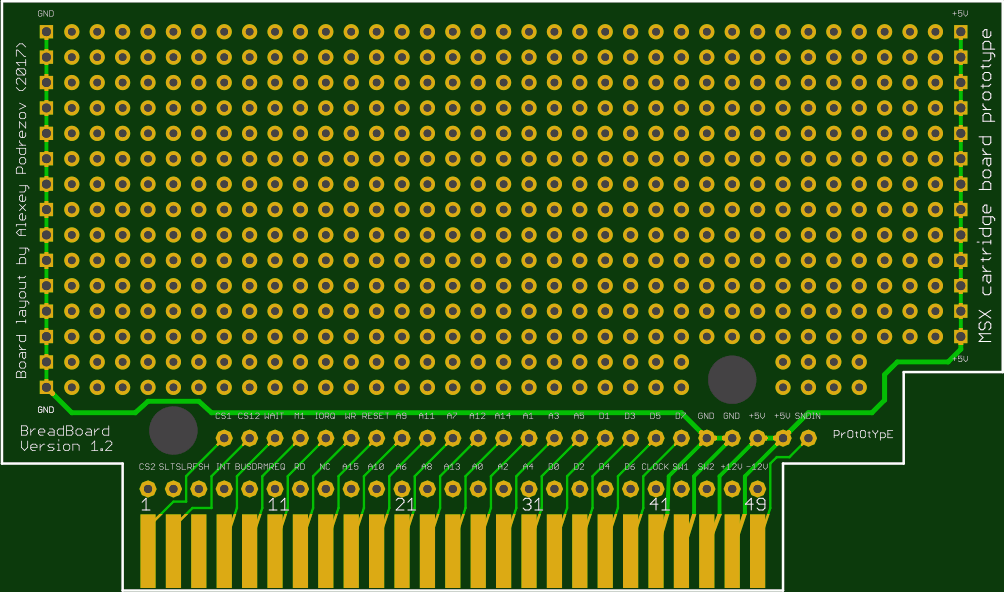 GND
+5V
Board layout by Alexey Podrezov (2017)
MSX cartridge board prototype
+5V
GND
CS1 CS12 WAIT M1 IORQ WR RESET A9 A11 A7 A12 A14 A1 A3 A5 D1 D3 D5 D7 GND GND +5V +5V SNDIN
BreadBoard
Version 1.2
PrOtOtYpE
CS2 SLTSL RFSH INT BUSDR MREQ RD NC A15 A10 A6 A8 A13 A0 A2 A4 D0 D2 D4 D6 CLOCK SW1 SW2 +12V -12V
1 11 21 31 41 49